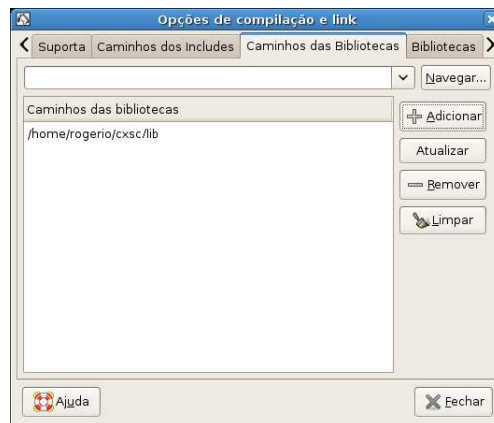 Opções de compilação e link
Suporta Caminhos dos Includes Caminhos das Bibliotecas Bibliotecas
Navegar...
Caminhos das bibliotecas
/home/rogerio/cxsc/lib
Adicionar
Atualizar
Remover
Limpar
Ajuda
Fechar